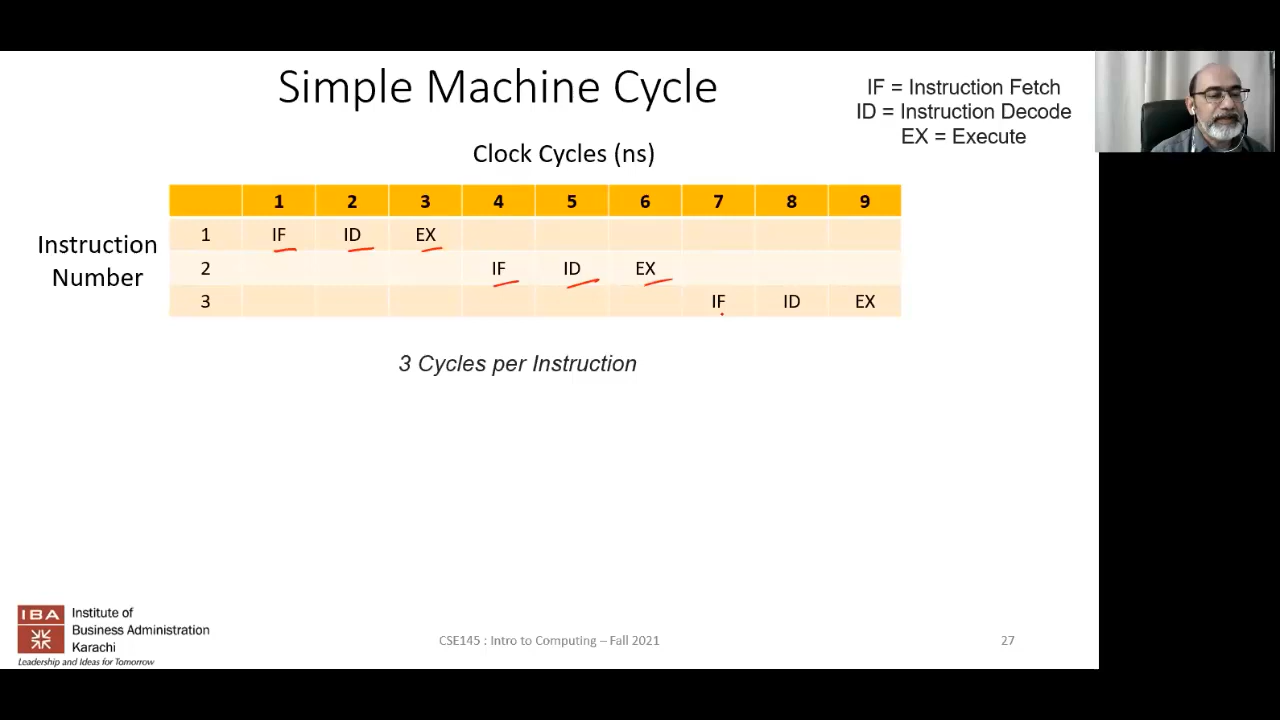 Simple Machine Cycle
IF = Instruction Fetch
ID = Instruction Decode
EX = Execute
Clock Cycles (ns)
1 2 3 4 5 6 7 8 9
Instruction
Number
1 IF ID EX
2 IF ID EX
3 IF ID EX
3 Cycles per Instruction
IBA
Institute of
Business Administration
Karachi
Leadership and Ideas for Tomorrow
CSE145 : Intro to Computing – Fall 2021
27